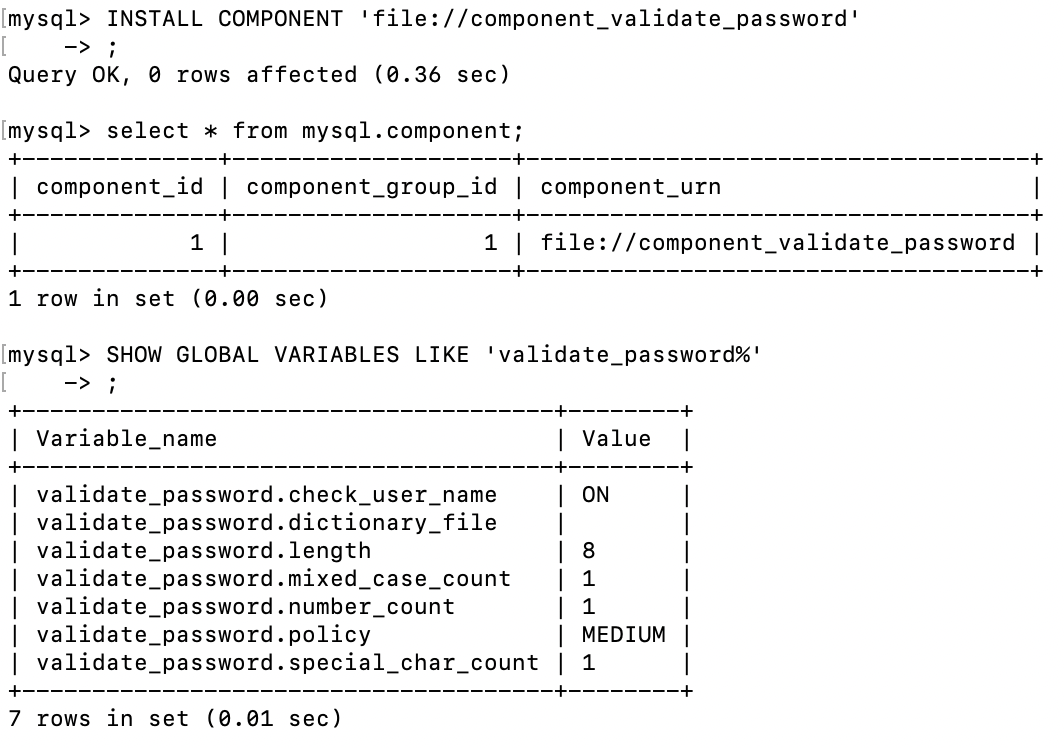 [mysql> INSTALL COMPONENT 'file://component_validate_password'
[    -> ;
Query OK, 0 rows affected (0.36 sec)

[mysql> select * from mysql.component;
+--------------+--------------------+------------------------------------+
| component_id | component_group_id | component_urn                      |
+--------------+--------------------+------------------------------------+
|            1 |                  1 | file://component_validate_password |
+--------------+--------------------+------------------------------------+
1 row in set (0.00 sec)

[mysql> SHOW GLOBAL VARIABLES LIKE 'validate_password%'
[    -> ;
+--------------------------------------+--------+
| Variable_name                        | Value  |
+--------------------------------------+--------+
| validate_password.check_user_name    | ON     |
| validate_password.dictionary_file    |        |
| validate_password.length             | 8      |
| validate_password.mixed_case_count   | 1      |
| validate_password.number_count       | 1      |
| validate_password.policy             | MEDIUM |
| validate_password.special_char_count | 1      |
+--------------------------------------+--------+
7 rows in set (0.01 sec)